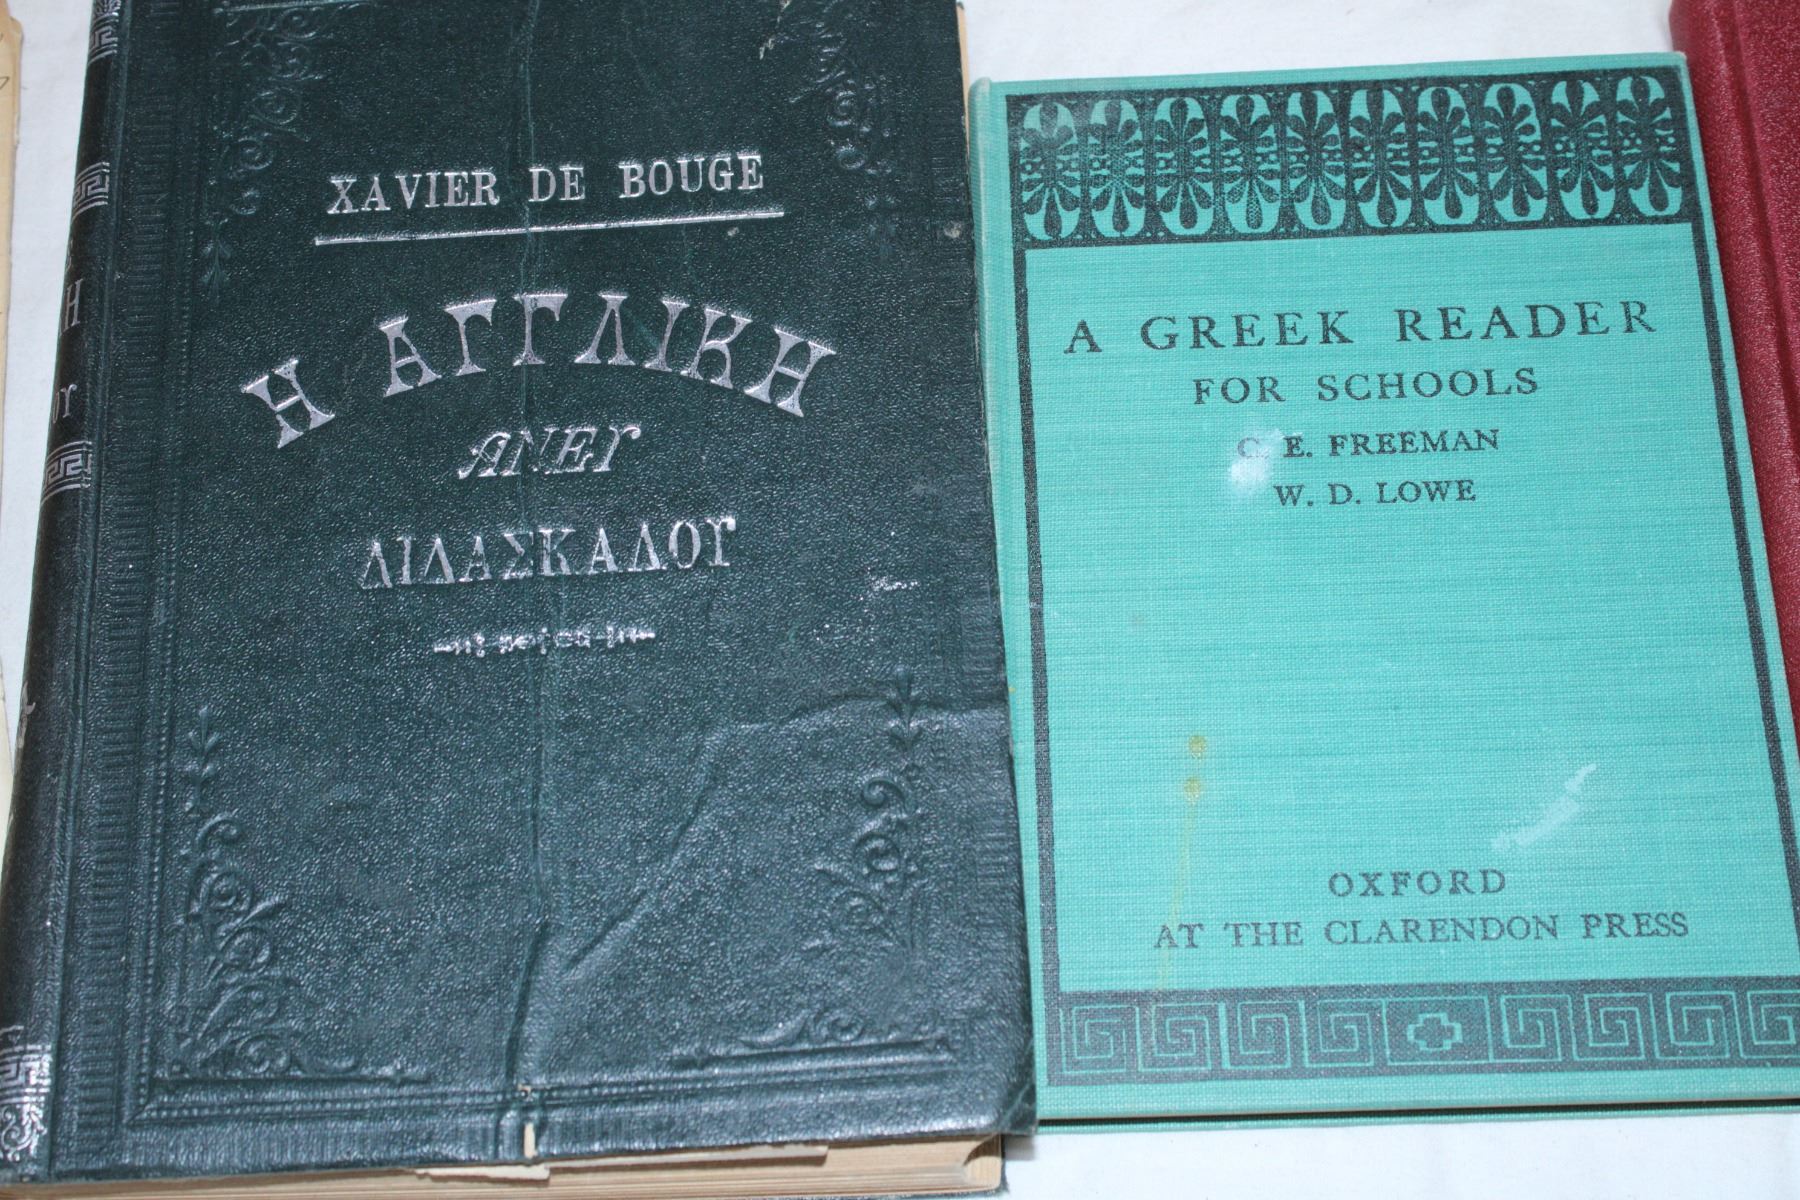 XAVIER DE BOUGE
Η ΑΓΓΛΙΚΗ
ΑΝΕΥ
ΔΙΔΑΣΚΑΛΟΥ
A GREEK READER
FOR SCHOOLS
C. E. FREEMAN
W. D. LOWE
OXFORD
AT THE CLARENDON PRESS